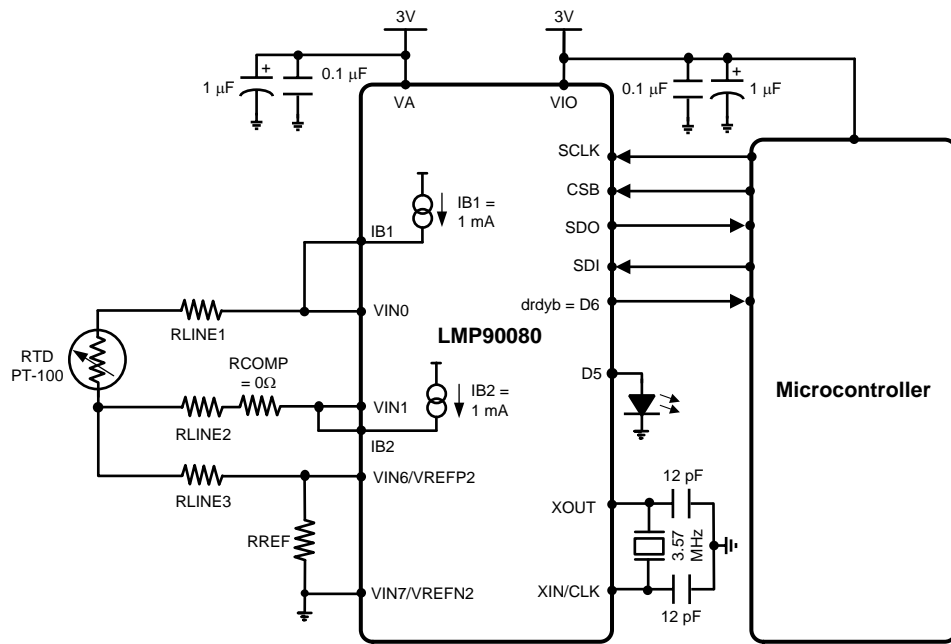 3V
3V
1 µF
+
0.1 µF
0.1 µF
+
1 µF
VA
VIO
SCLK
CSB
SDO
SDI
drdyb = D6
IB1 =
1 mA
IB1
VIN0
RLINE1
LMP90080
RTD
PT-100
RCOMP
= 0Ω
D5
IB2 =
1 mA
VIN1
RLINE2
IB2
Microcontroller
VIN6/VREFP2
RLINE3
12 pF
XOUT
RREF
3.57
MHz
VIN7/VREFN2
XIN/CLK
12 pF